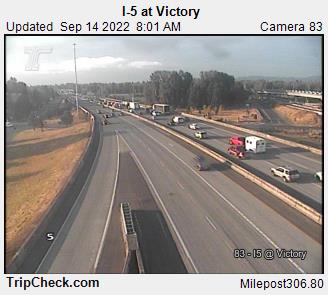 I-5 at Victory
Updated Sep 14 2022 8:01 AM
Camera 83
Tr
S
83 - I5 @ Victory
TripCheck.com
Milepost306.80